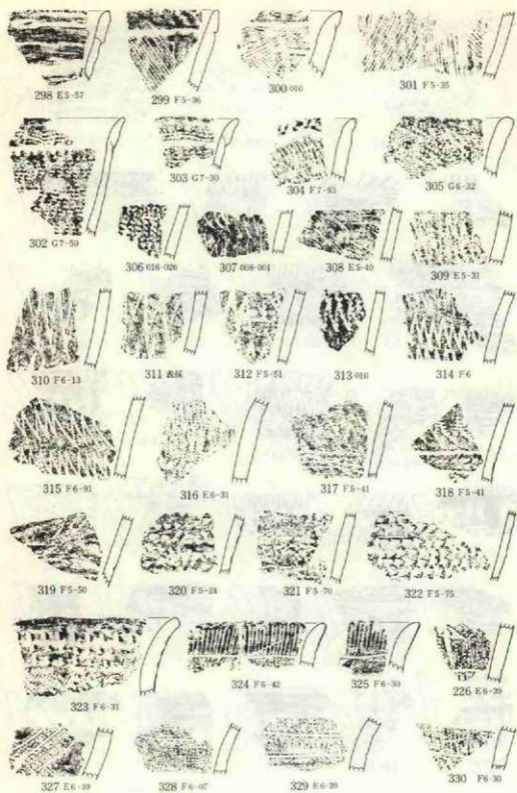 298 E5-57
299 F5-36
300 010
301 F5-35
302 G7-50
303 G7-30
304 F7-93
305 G6-32
306 016-026
307 008-001
308 E5-40
309 E5-31
310 F6-13
311 表採
312 F5-51
313 010
314 F6
315 F6-91
316 E6-31
317 F5-41
318 F5-41
319 F5-50
320 F5-24
321 F5-70
322 F5-75
323 F6-31
324 F6-42
325 F6-30
226 E6-39
327 E6-39
328 F6-07
329 E6-39
330 F6-30